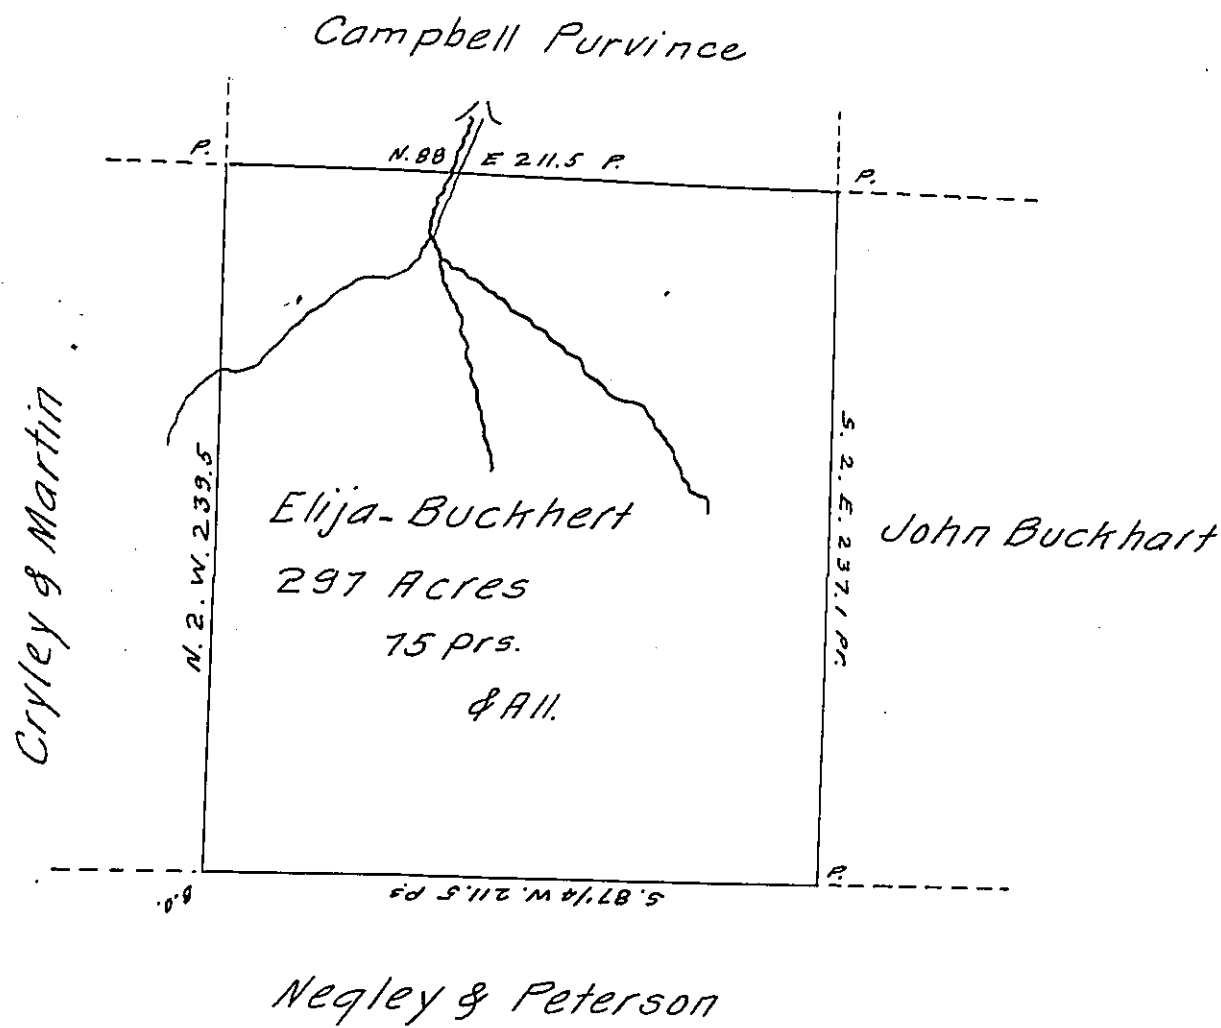 Campbell Purvince
P.
N. 88 E 211.5 P.
P.
Cryley & Martin
N. 2. W. 239.5
Elija- Buckhert
297 Acres
75 prs.
& All.
S. 2. E. 237.1 Pr.
John Buckhart
P.
B.O.
S. 87 1/4 W. 211.5 Ps
Negley & Peterson